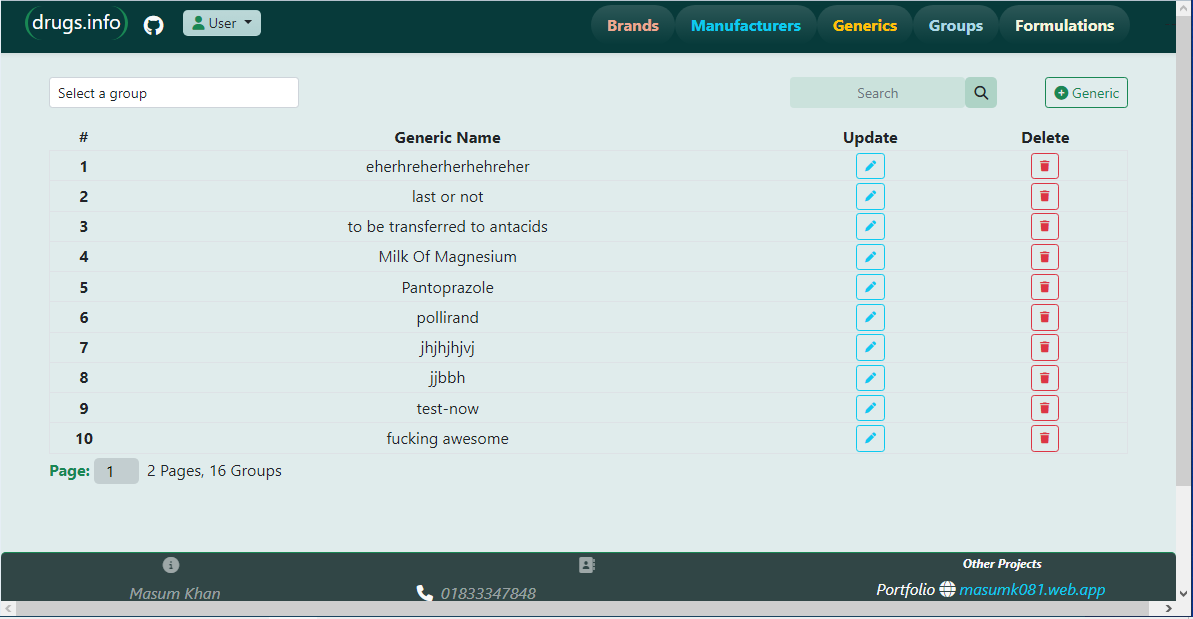 drugs.info User Brands Manufacturers Generics Groups Formulations
Select a group Search Generic
# Generic Name Update Delete
1 eherhreherherhehreher
2 last or not
3 to be transferred to antacids
4 Milk Of Magnesium
5 Pantoprazole
6 pollirand
7 jhjhjhjvj
8 jjbbh
9 test-now
10 fucking awesome
Page: 1 2 Pages, 16 Groups
Other Projects
Masum Khan 01833347848 Portfolio masumk081.web.app